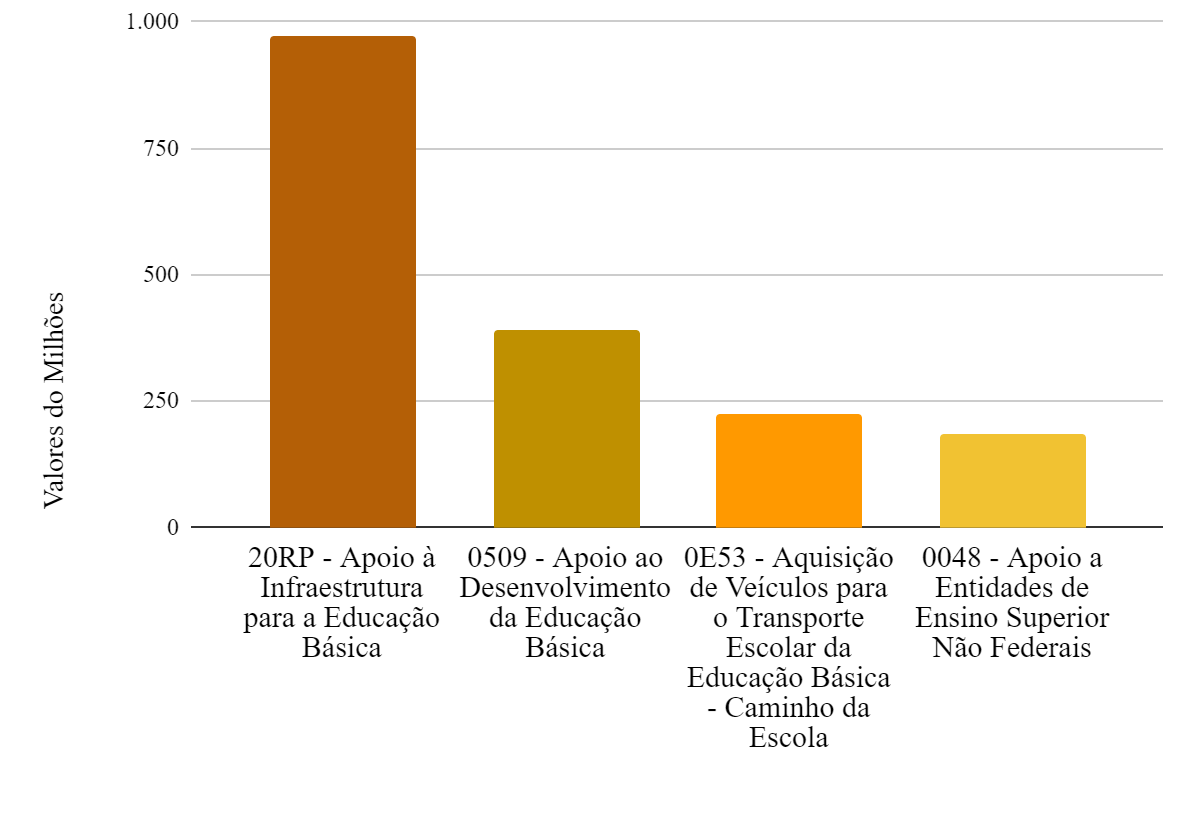 1.000
750
500
250
0
Valores do Milhões
20RP - Apoio à
Infraestrutura
para a Educação
Básica
0509 - Apoio ao
Desenvolvimento
da Educação
Básica
0E53 - Aquisição
de Veículos para
o Transporte
Escolar da
Educação Básica
- Caminho da
Escola
0048 - Apoio a
Entidades de
Ensino Superior
Não Federais